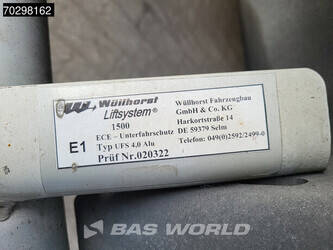 70298162
Wüllhorst
Liftsystem®
1500
ECE – Unterfahrschutz
E1 Typ UFS 4,0 Alu
Prüf Nr.020322
Wüllhorst Fahrzeugbau
GmbH & Co. KG
Harkortstraße 14
DE 59379 Selm
Telefon: 049(0)2592/2499-0
BAS WORLD